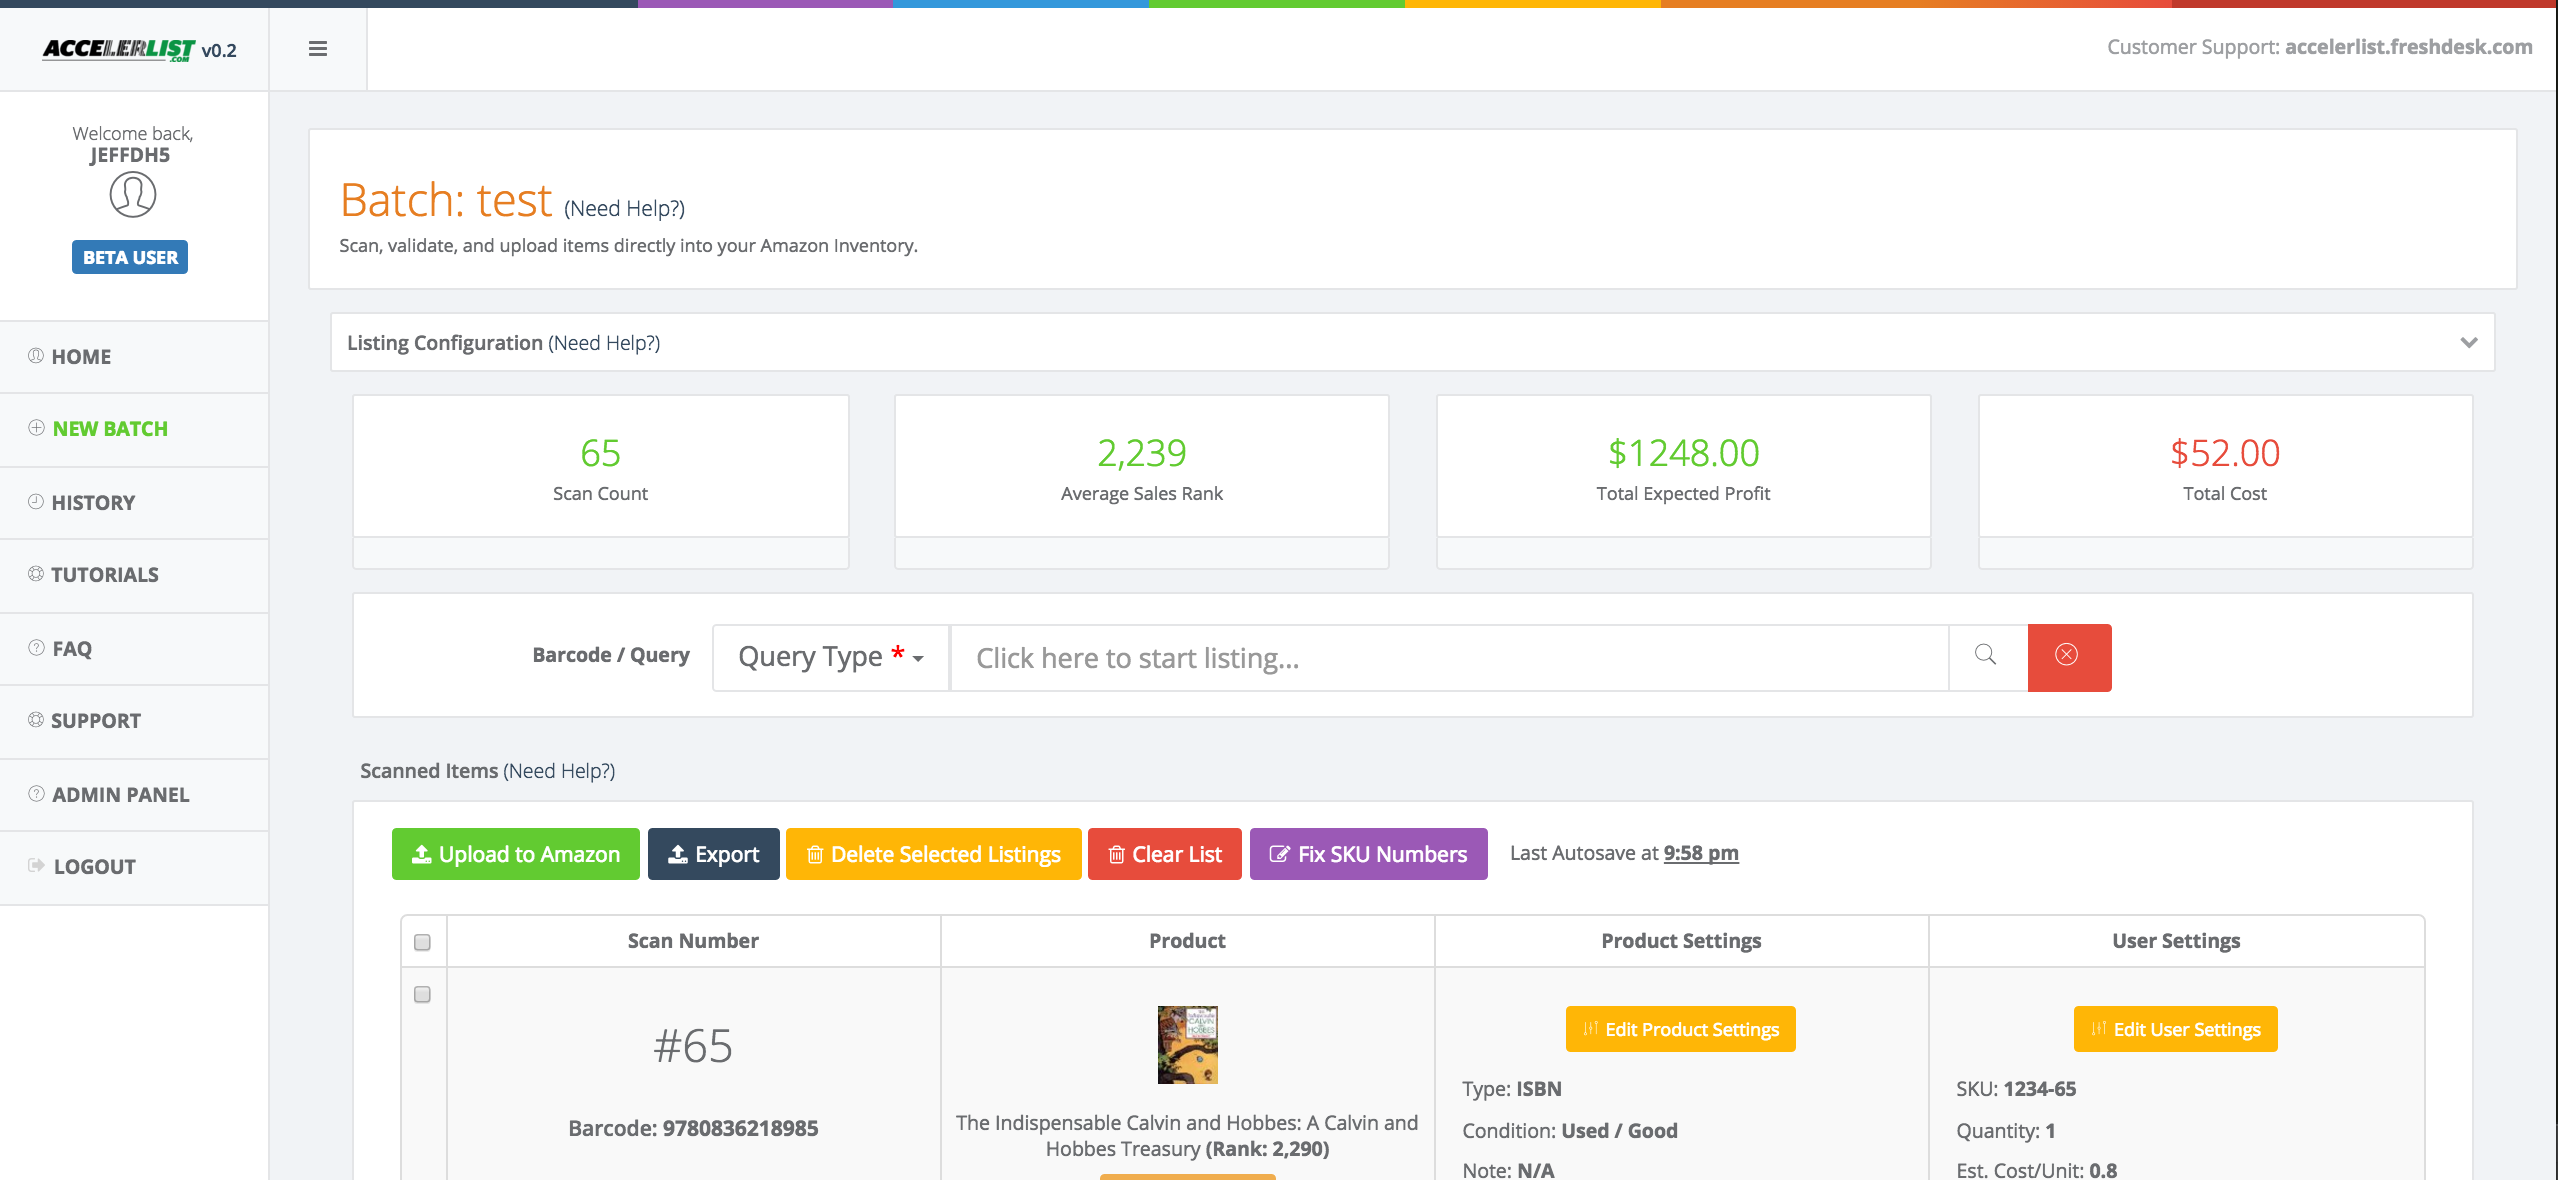 ACCELERLIST.COM v0.2
Customer Support: accelerlist.freshdesk.com
Welcome back,
JEFFDH5
BETA USER
HOME
NEW BATCH
HISTORY
TUTORIALS
FAQ
SUPPORT
ADMIN PANEL
LOGOUT
Batch: test (Need Help?)
Scan, validate, and upload items directly into your Amazon Inventory.
Listing Configuration (Need Help?)
65
Scan Count
2,239
Average Sales Rank
$1248.00
Total Expected Profit
$52.00
Total Cost
Barcode / Query
Query Type *
Click here to start listing...
Scanned Items (Need Help?)
Upload to Amazon
Export
Delete Selected Listings
Clear List
Fix SKU Numbers
Last Autosave at 9:58 pm
Scan Number
Product
Product Settings
User Settings
#65
Barcode: 9780836218985
CALVIN
HOBBES
The Indispensable Calvin and Hobbes: A Calvin and
Hobbes Treasury (Rank: 2,290)
Edit Product Settings
Type: ISBN
Condition: Used / Good
Note: N/A
Edit User Settings
SKU: 1234-65
Quantity: 1
Est. Cost/Unit: 0.8